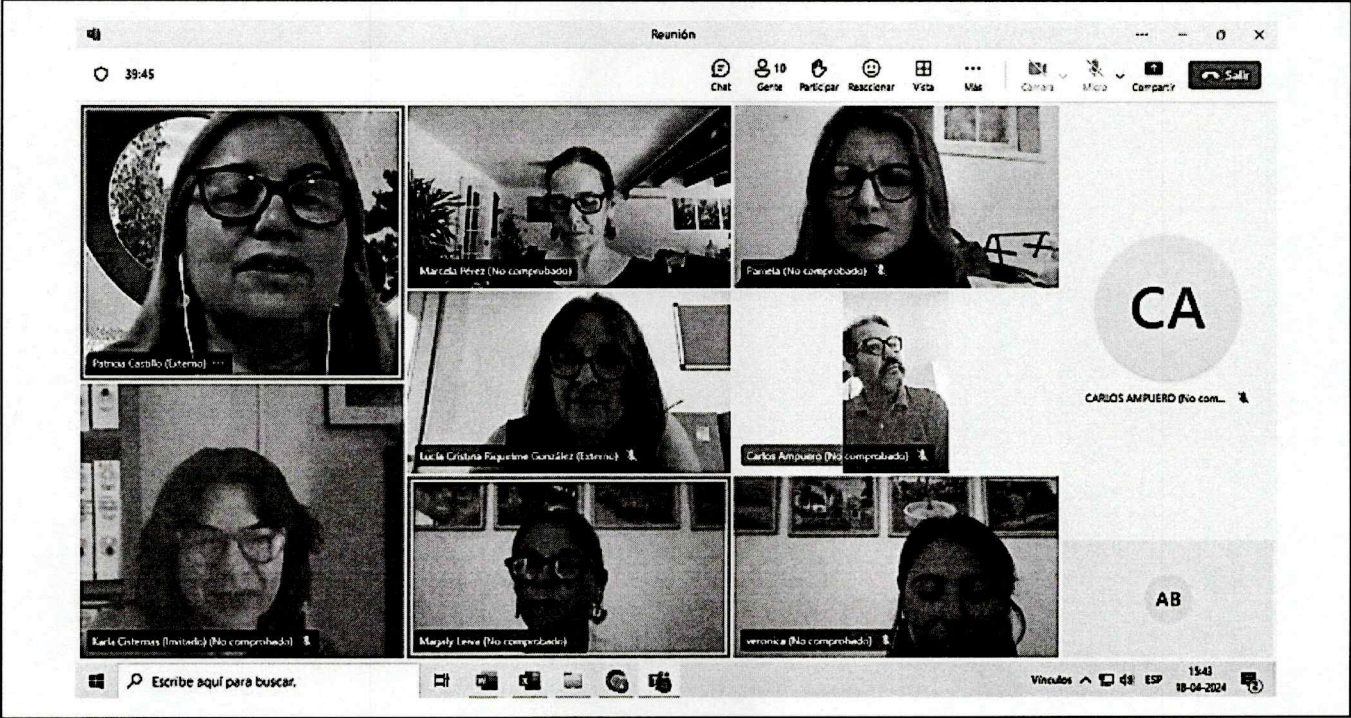 Reunión
39:45
10
Chat Gente Participar Reaccionar Vista Más Cámara Micro Compartir Salir
Patricia Castillo (Externo) ...
Marcela Pérez (No comprobado)
Pamela (No comprobado)
CA
CARLOS AMPUERO (No com...
Lucía Cristina Riquelme González (Externo)
Carlos Ampuero (No comprobado)
Karla Cisternas (Invitado) (No comprobado)
Magaly Leiva (No comprobado)
veronica (No comprobado)
AB
Escribe aquí para buscar.
Vínculos
ESP
15:43
18-04-2024
2